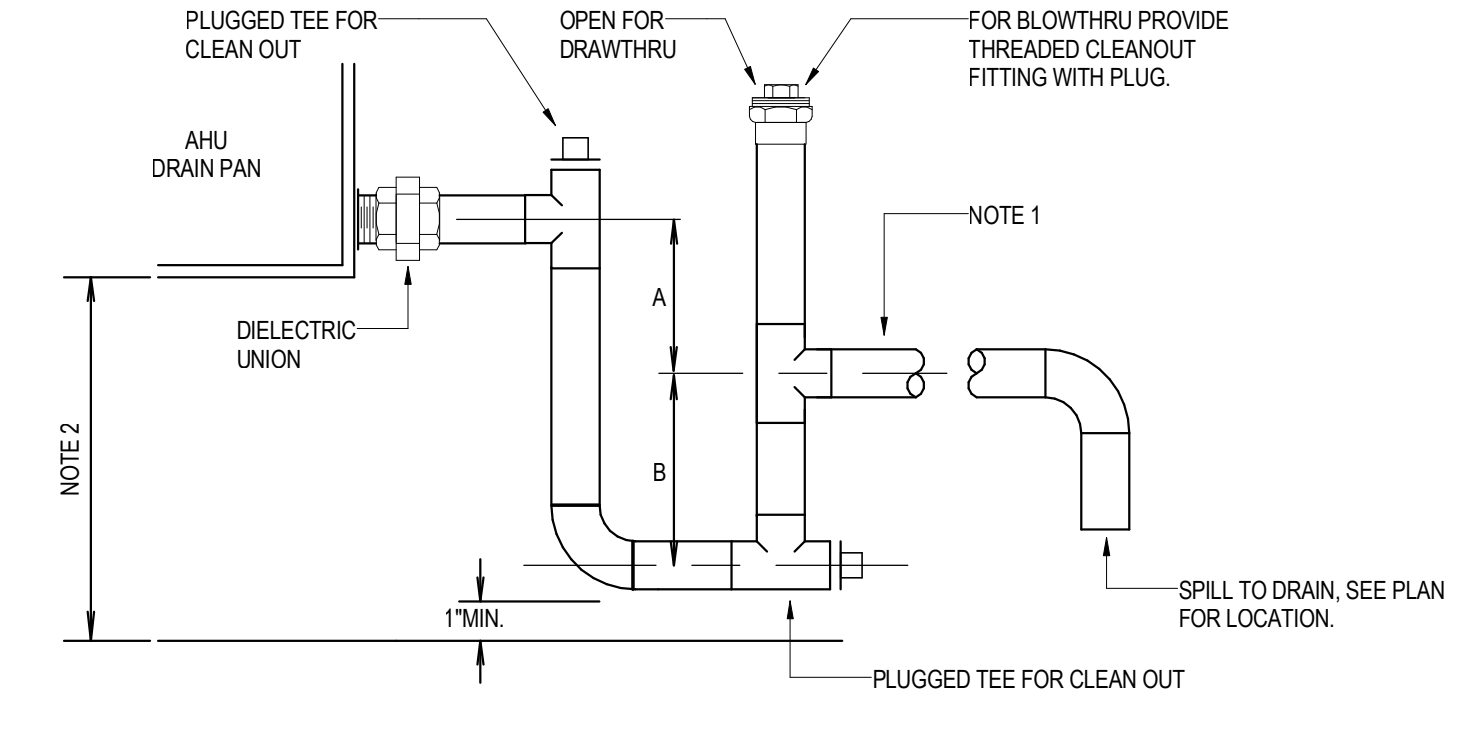 PLUGGED TEE FOR
CLEAN OUT
OPEN FOR
DRAWTHRU
FOR BLOWTHRU PROVIDE
THREADED CLEANOUT
FITTING WITH PLUG.
AHU
DRAIN PAN
NOTE 1
A
DIELECTRIC
UNION
NOTE 2
B
1"MIN.
SPILL TO DRAIN, SEE PLAN
FOR LOCATION.
PLUGGED TEE FOR CLEAN OUT